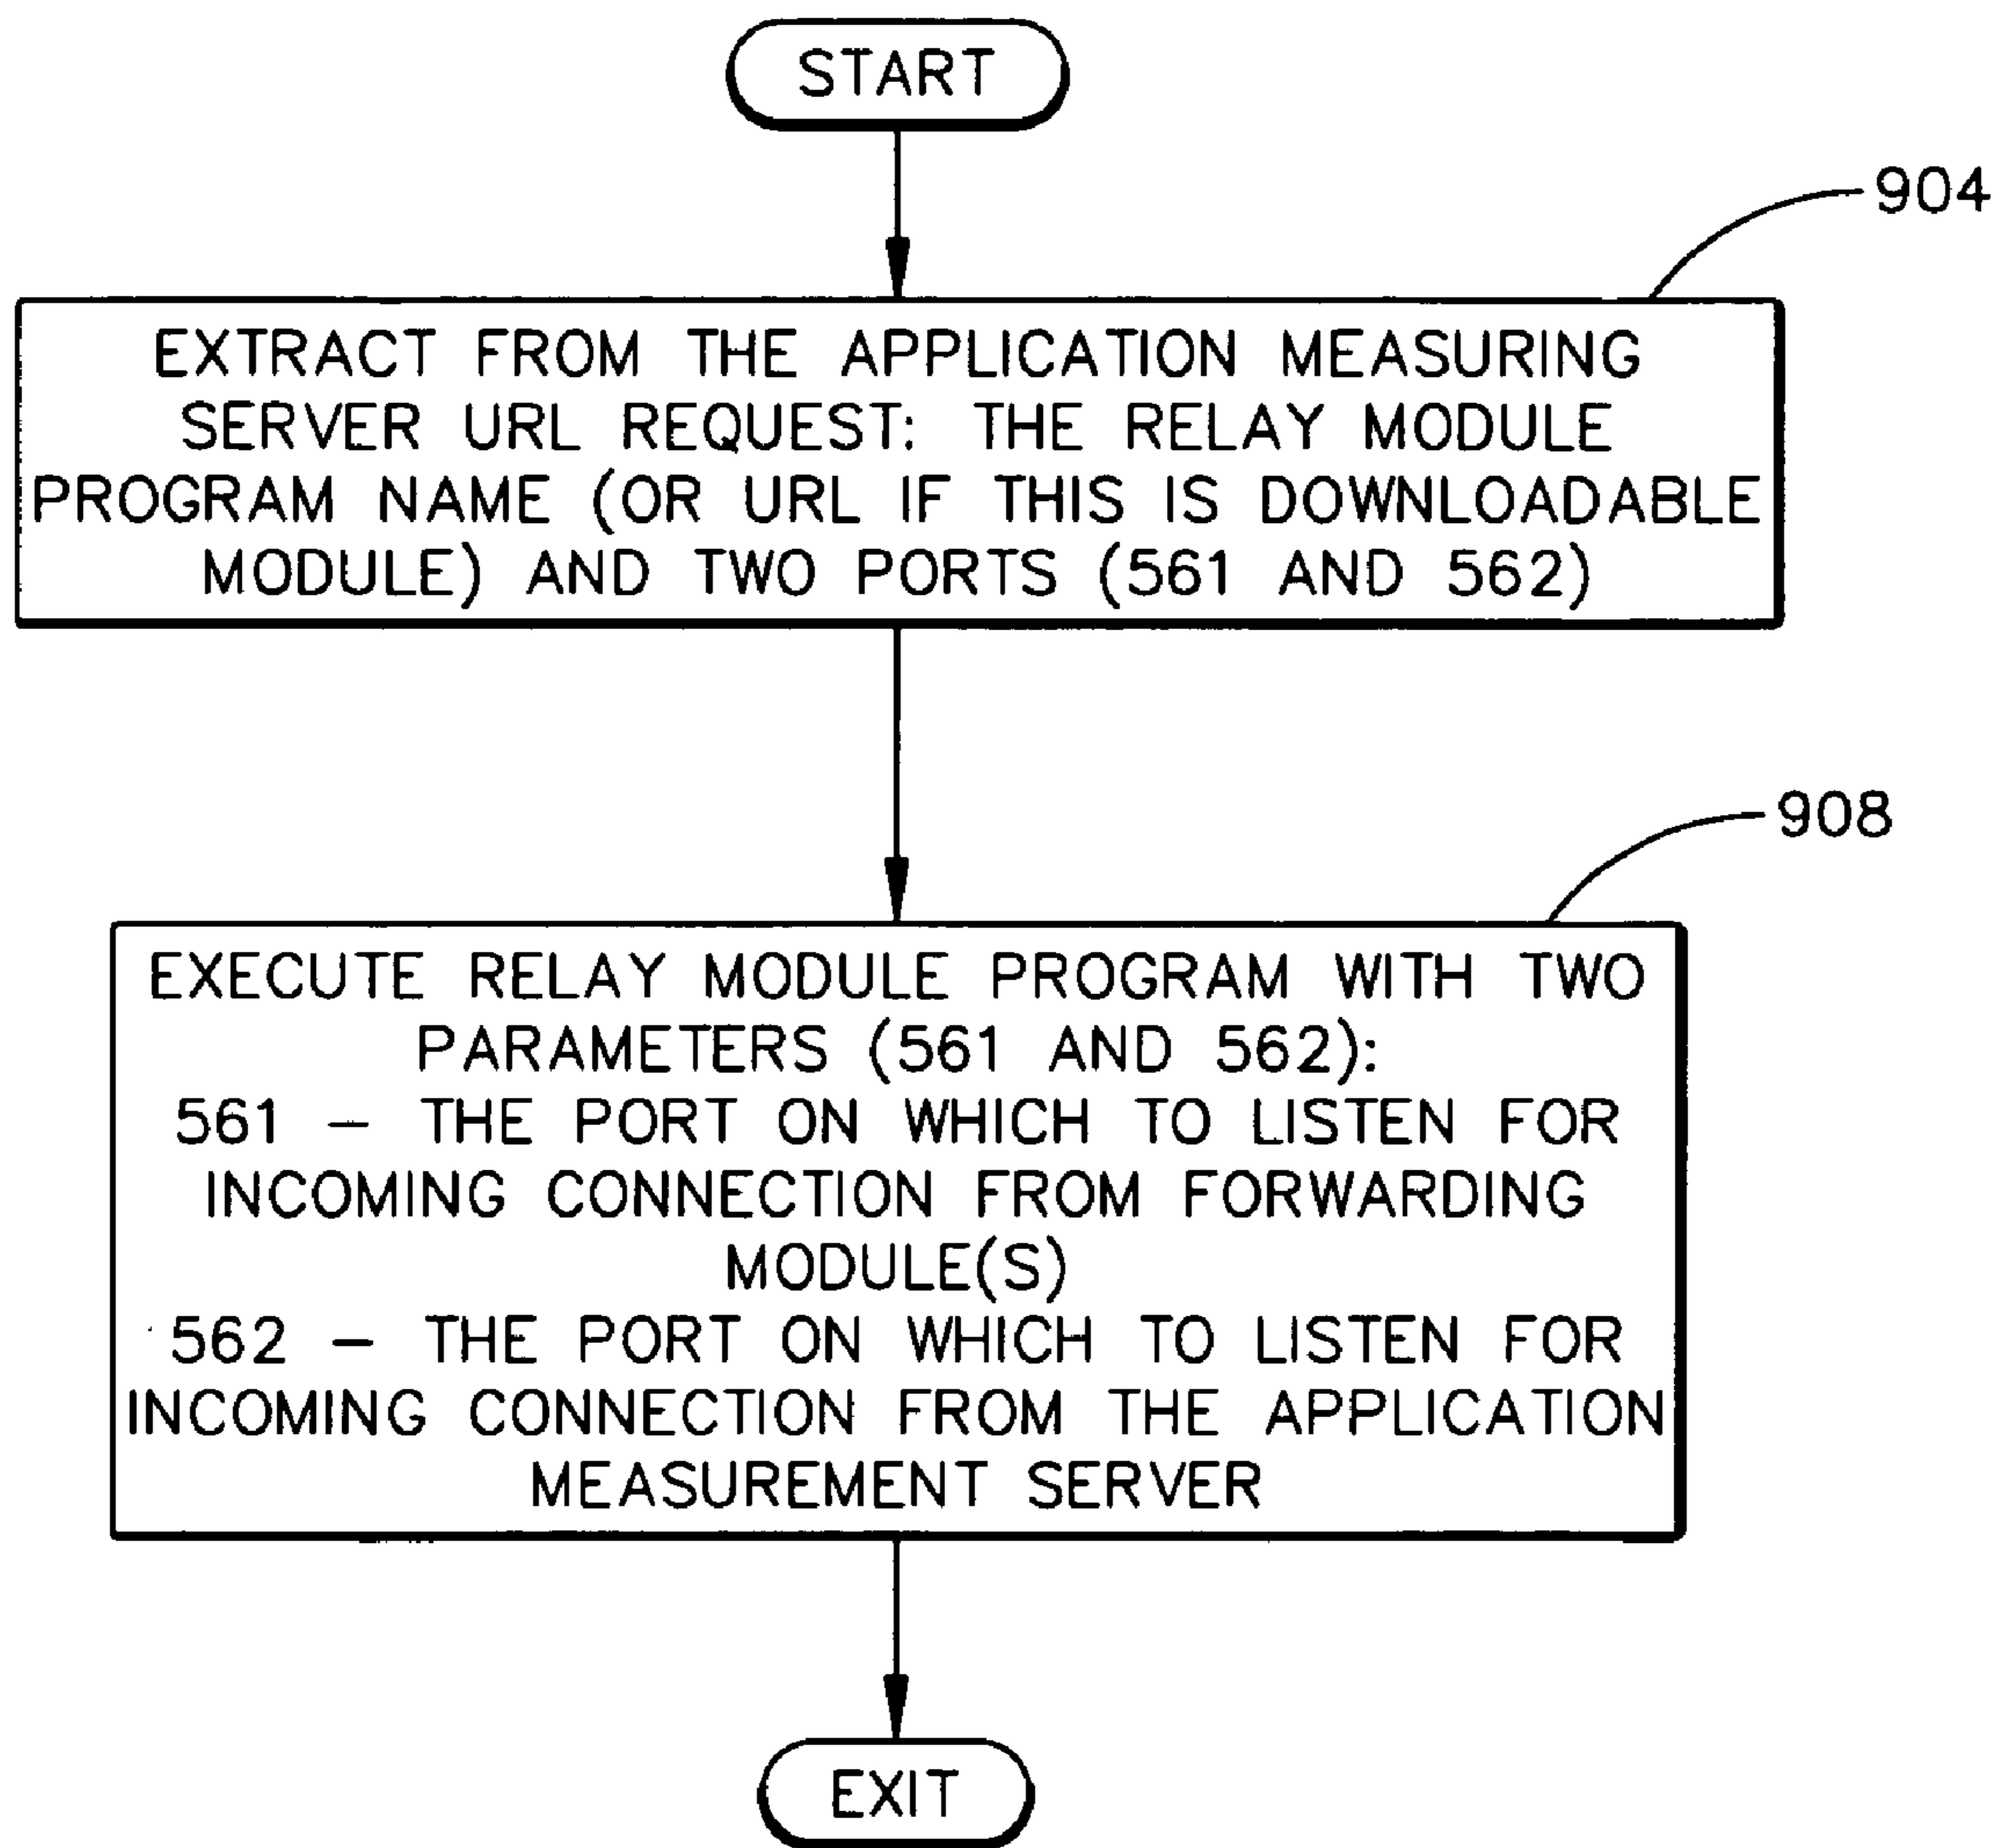 START
904
EXTRACT FROM THE APPLICATION MEASURING
SERVER URL REQUEST: THE RELAY MODULE
PROGRAM NAME (OR URL IF THIS IS DOWNLOADABLE
MODULE) AND TWO PORTS (561 AND 562)
908
EXECUTE RELAY MODULE PROGRAM WITH TWO
PARAMETERS (561 AND 562):
561 – THE PORT ON WHICH TO LISTEN FOR
INCOMING CONNECTION FROM FORWARDING
MODULE(S)
562 – THE PORT ON WHICH TO LISTEN FOR
INCOMING CONNECTION FROM THE APPLICATION
MEASUREMENT SERVER
EXIT